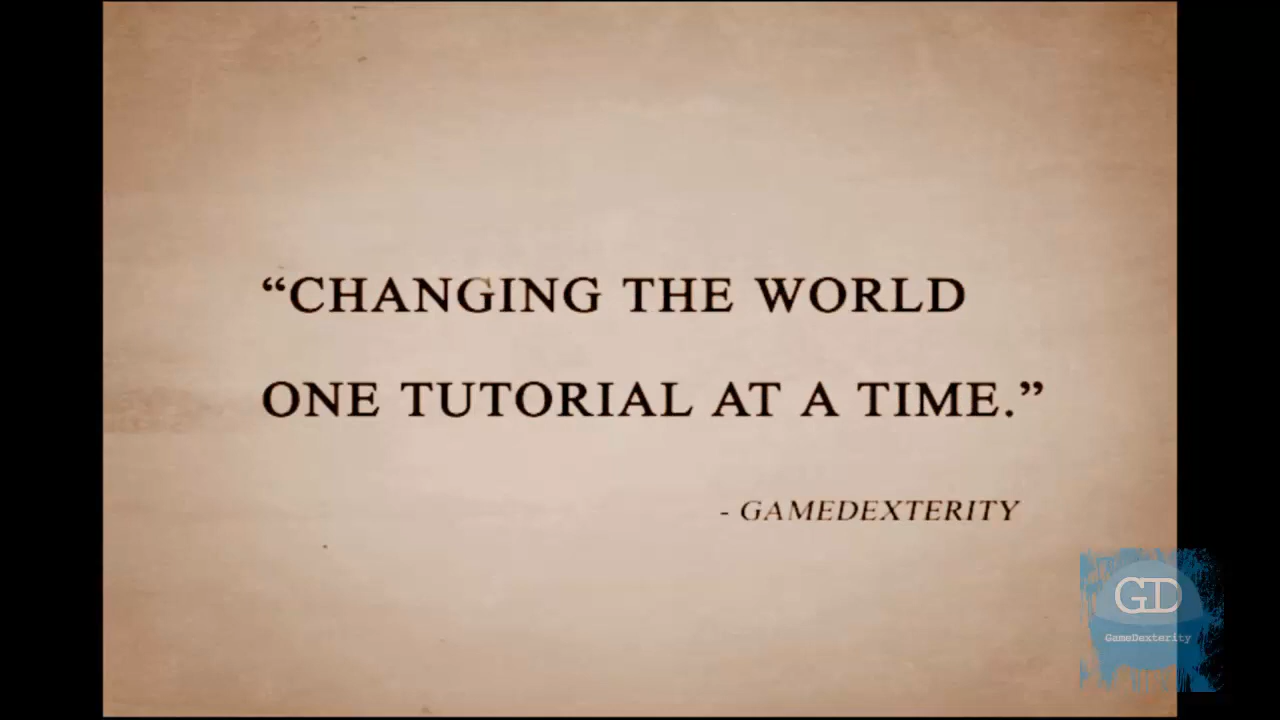 “CHANGING THE WORLD
ONE TUTORIAL AT A TIME.”
- GAMEDEXTERITY
GD
GameDexterity